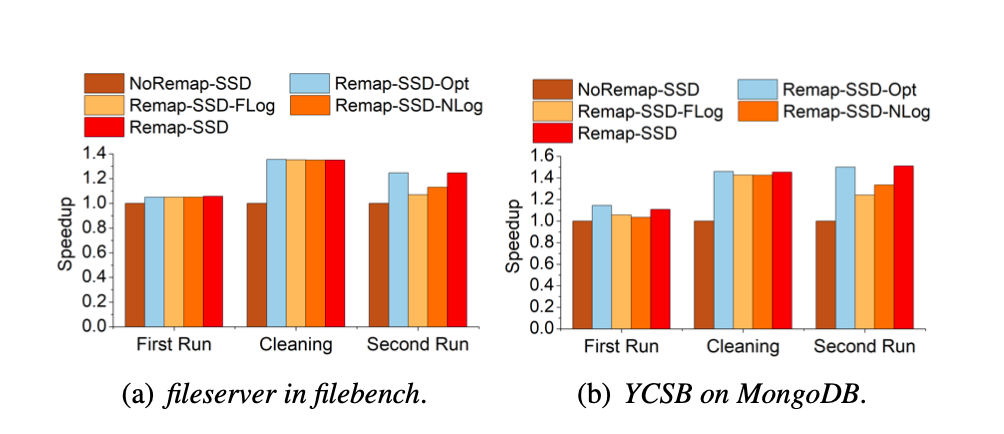 NoRemap-SSD
Remap-SSD-Opt
Remap-SSD-FLog
Remap-SSD-NLog
Remap-SSD
1.4
1.2
1.0
0.8
0.6
0.4
0.2
0.0
Speedup
First Run
Cleaning
Second Run
(a) fileserver in filebench.
NoRemap-SSD
Remap-SSD-Opt
Remap-SSD-FLog
Remap-SSD-NLog
Remap-SSD
1.6
1.4
1.2
1.0
0.8
0.6
0.4
0.2
0.0
Speedup
First Run
Cleaning
Second Run
(b) YCSB on MongoDB.